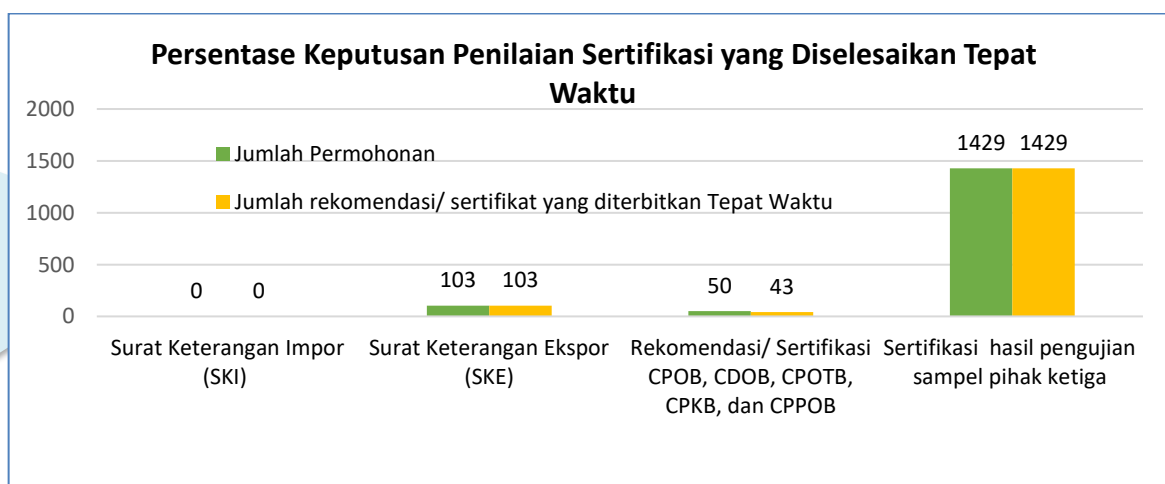 Persentase Keputusan Penilaian Sertifikasi yang Diselesaikan Tepat
Waktu
2000
1500
1000
500
0
Jumlah Permohonan
Jumlah rekomendasi/ sertifikat yang diterbitkan Tepat Waktu
0 0
103 103
50 43
1429 1429
Surat Keterangan Impor
(SKI)
Surat Keterangan Ekspor
(SKE)
Rekomendasi/ Sertifikasi
CPOB, CDOB, CPOTB,
CPKB, dan CPPOB
Sertifikasi hasil pengujian
sampel pihak ketiga